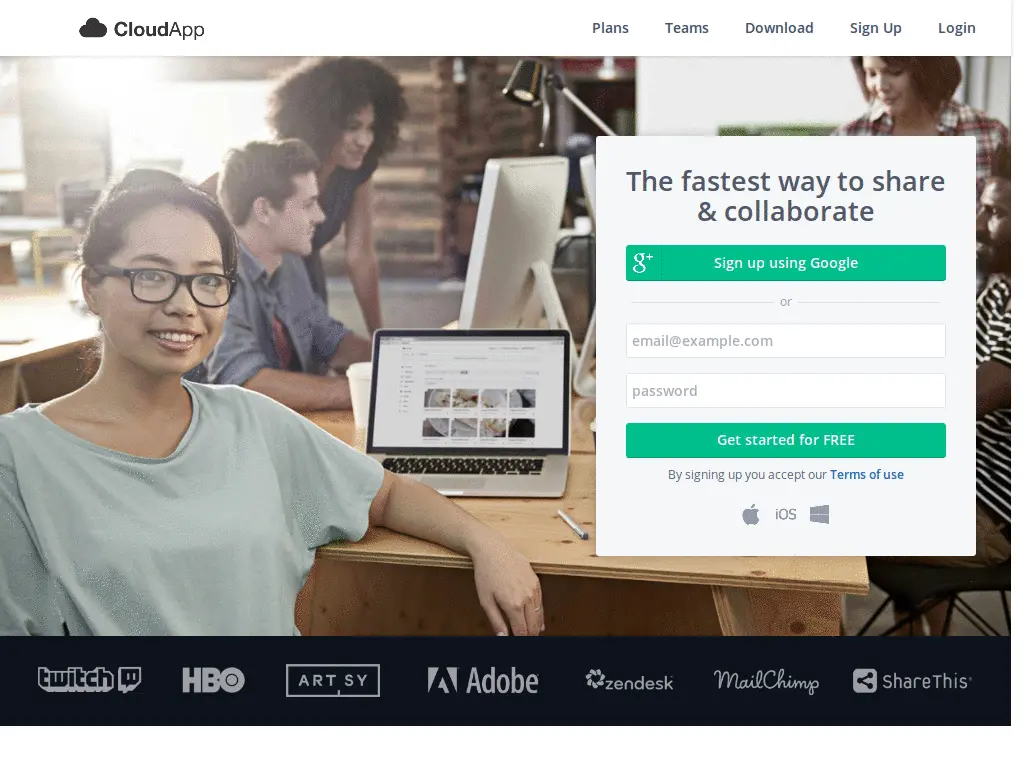 CloudApp
Plans Teams Download Sign Up Login
The fastest way to share
& collaborate
g+ Sign up using Google
or
email@example.com
password
Get started for FREE
By signing up you accept our Terms of use
iOS
twitch HBO ARTSY Adobe zendesk MailChimp ShareThis